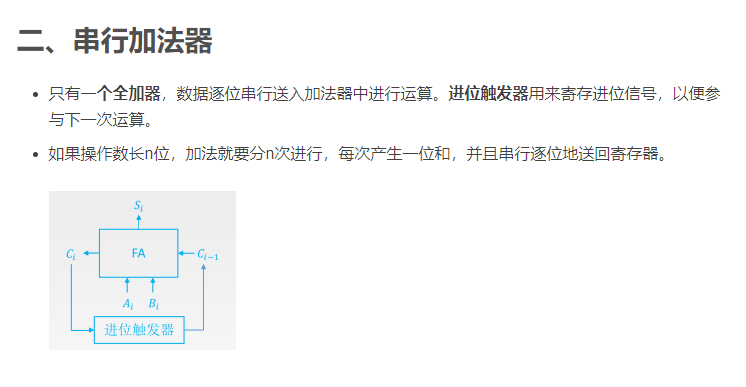 二、串行加法器
只有一个全加器，数据逐位串行送入加法器中进行运算。进位触发器用来寄存进位信号，以便参
与下一次运算。
如果操作数长n位，加法就要分n次进行，每次产生一位和，并且串行逐位地送回寄存器。
Sᵢ
Cᵢ FA Cᵢ₋₁
Aᵢ Bᵢ
进位触发器